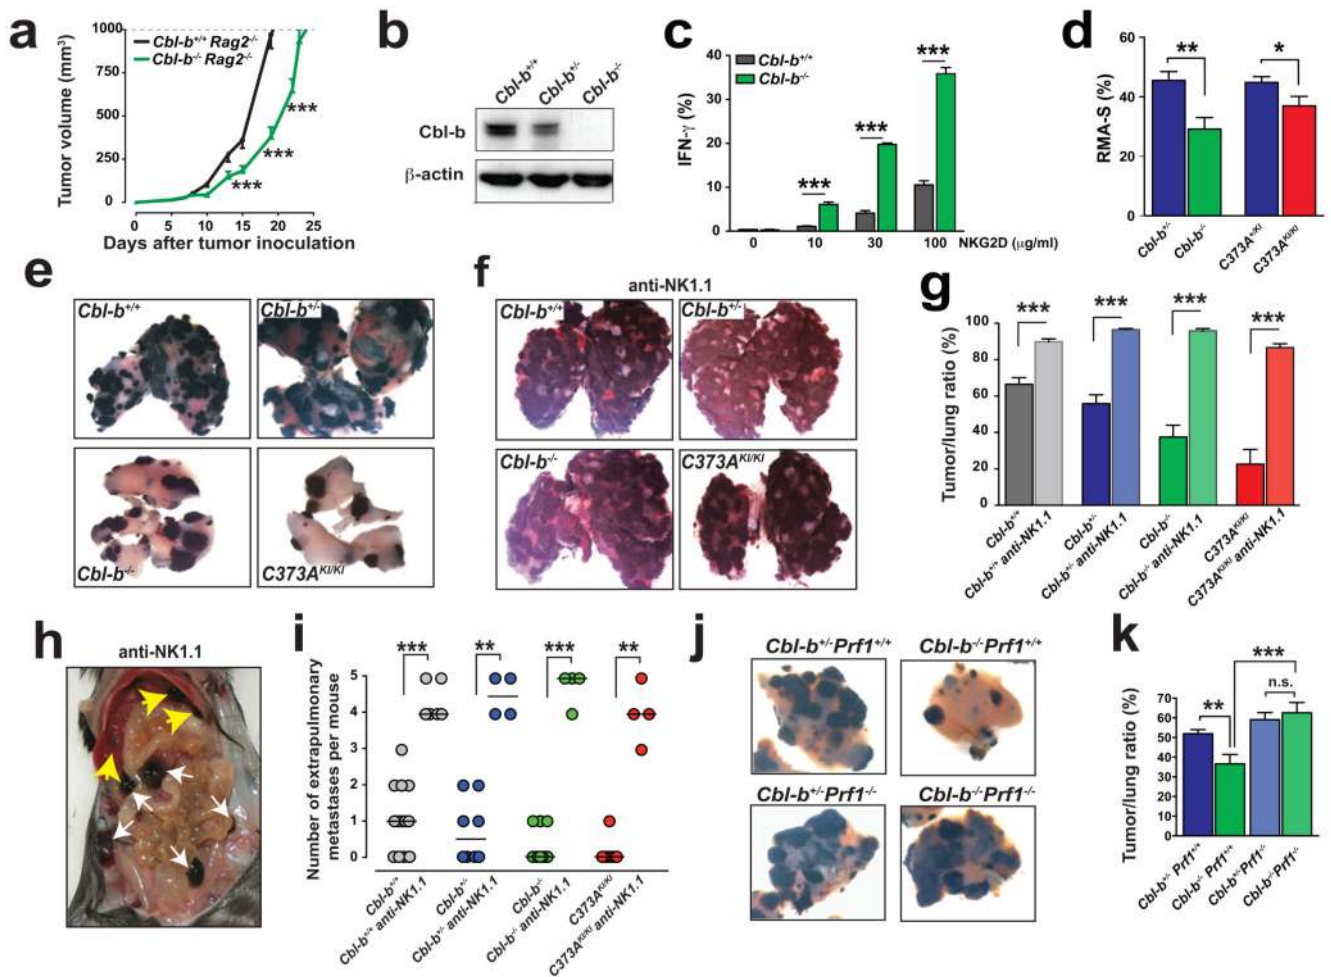 a
1000
Cbl-b+/+ Rag2-/-
Cbl-b-/- Rag2-/-
750
500
250
0
***
***
***
Tumor volume (mm³)
0 5 10 15 20 25
Days after tumor inoculation
b
Cbl-b+/+ Cbl-b+/- Cbl-b-/-
Cbl-b
β-actin
c
Cbl-b+/+
Cbl-b-/-
40
30
20
10
0
IFN-γ (%)
***
***
***
0 10 30 100 NKG2D (µg/ml)
d
60
40
20
0
RMA-S (%)
** *
Cbl-b+/- Cbl-b-/- C373A+/KI C373AKI/KI
e
Cbl-b+/+ Cbl-b+/-
Cbl-b-/- C373AKI/KI
f
anti-NK1.1
Cbl-b+/+ Cbl-b+/-
Cbl-b-/- C373AKI/KI
g
100
80
60
40
20
0
Tumor/lung ratio (%)
*** *** *** ***
Cbl-b+/+
Cbl-b+/+ anti-NK1.1
Cbl-b+/-
Cbl-b+/- anti-NK1.1
Cbl-b-/-
Cbl-b-/- anti-NK1.1
C373AKI/KI
C373AKI/KI anti-NK1.1
h
anti-NK1.1
i
Number of extrapulmonary
metastases per mouse
5
4
3
2
1
0
*** ** *** **
Cbl-b+/+
Cbl-b+/+ anti-NK1.1
Cbl-b+/-
Cbl-b+/- anti-NK1.1
Cbl-b-/-
Cbl-b-/- anti-NK1.1
C373AKI/KI
C373AKI/KI anti-NK1.1
j
Cbl-b+/-Prf1+/+ Cbl-b-/-Prf1+/+
Cbl-b+/-Prf1-/- Cbl-b-/-Prf1-/-
k
***
n.s.
**
70
60
50
40
30
20
10
0
Tumor/lung ratio (%)
Cbl-b+/- Prf1+/+
Cbl-b-/- Prf1+/+
Cbl-b+/-Prf1-/-
Cbl-b-/-Prf1-/-